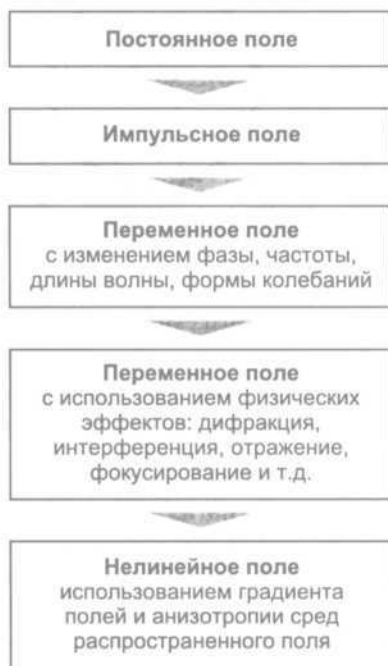 Постоянное поле
Импульсное поле
Переменное поле
с изменением фазы, частоты,
длины волны, формы колебаний
Переменное поле
с использованием физических
эффектов: дифракция,
интерференция, отражение,
фокусирование и т.д.
Нелинейное поле
использованием градиента
полей и анизотропии сред
распространенного поля